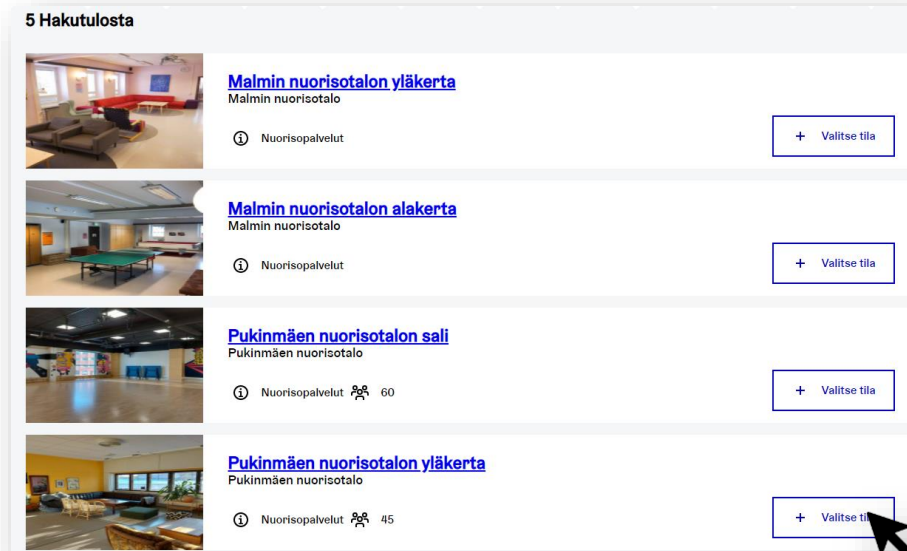 5 Hakutulosta
Malmin nuorisotalon yläkerta
Malmin nuorisotalo
Nuorisopalvelut
+ Valitse tila
Malmin nuorisotalon alakerta
Malmin nuorisotalo
Nuorisopalvelut
+ Valitse tila
Pukinmäen nuorisotalon sali
Pukinmäen nuorisotalo
Nuorisopalvelut 60
+ Valitse tila
Pukinmäen nuorisotalon yläkerta
Pukinmäen nuorisotalo
Nuorisopalvelut 45
+ Valitse